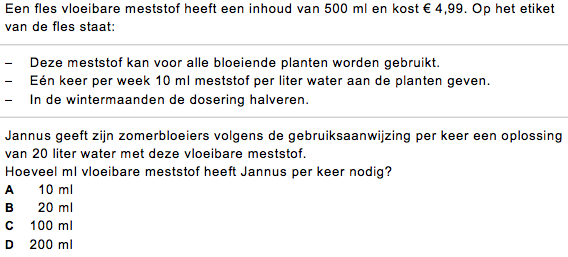 Een fles vloeibare meststof heeft een inhoud van 500 ml en kost € 4,99. Op het etiket
van de fles staat:
– Deze meststof kan voor alle bloeiende planten worden gebruikt.
– Eén keer per week 10 ml meststof per liter water aan de planten geven.
– In de wintermaanden de dosering halveren.
Jannus geeft zijn zomerbloeiers volgens de gebruiksaanwijzing per keer een oplossing
van 20 liter water met deze vloeibare meststof.
Hoeveel ml vloeibare meststof heeft Jannus per keer nodig?
A 10 ml
B 20 ml
C 100 ml
D 200 ml